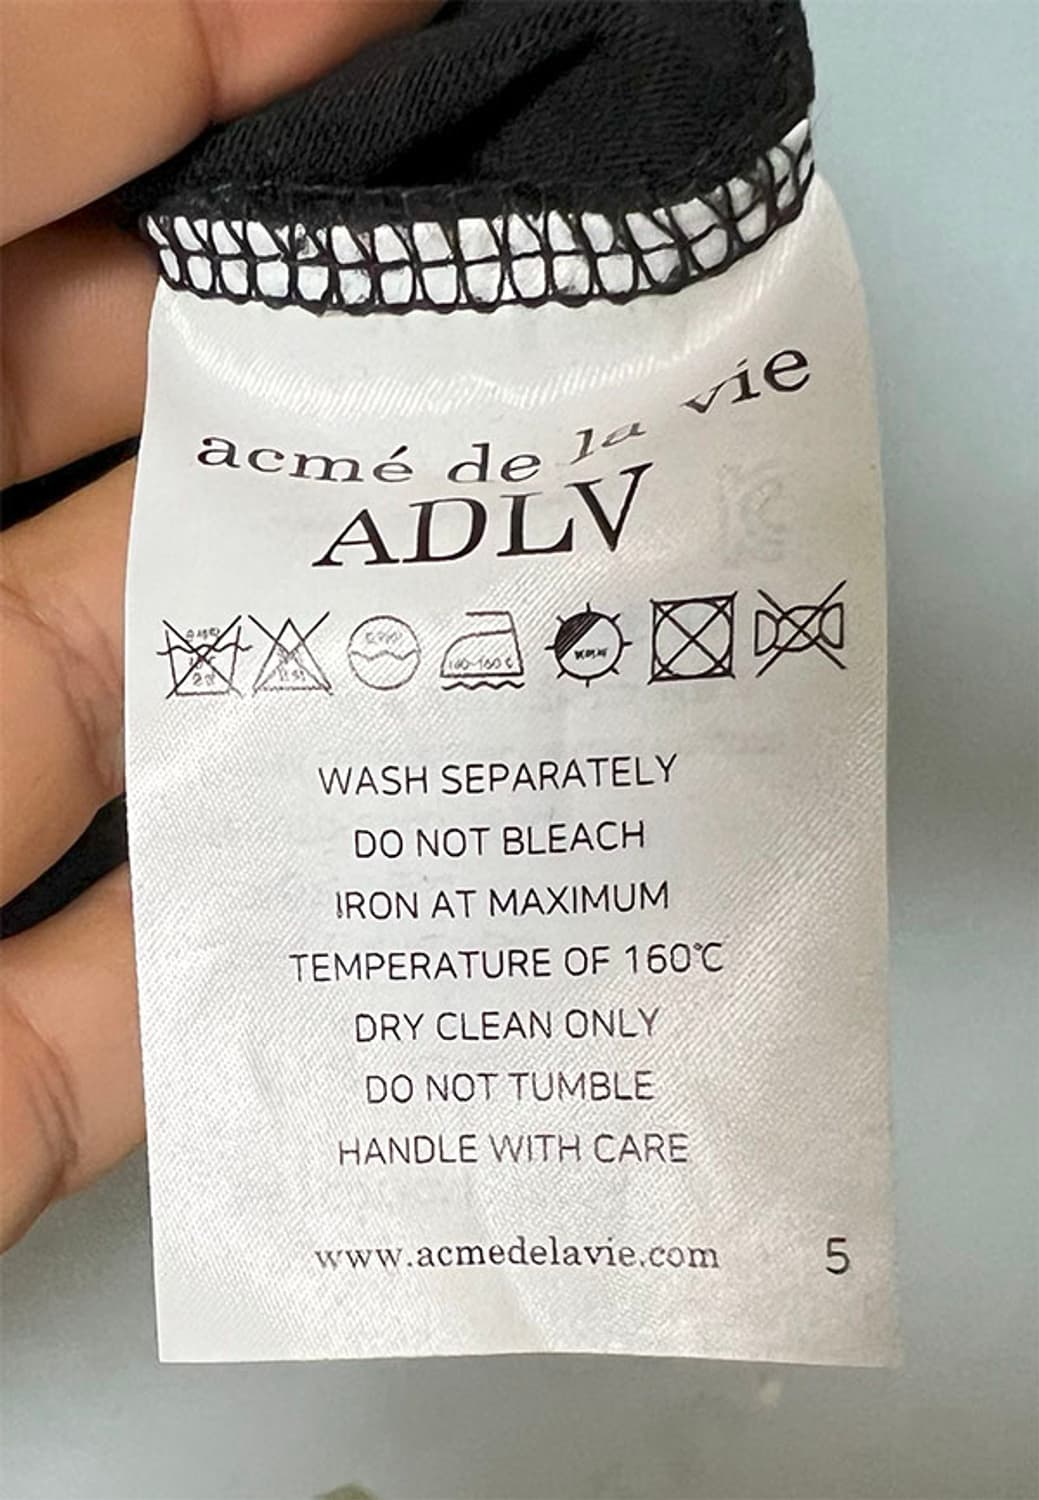 acmé de la vie
ADLV
WASH SEPARATELY
DO NOT BLEACH
IRON AT MAXIMUM
TEMPERATURE OF 160℃
DRY CLEAN ONLY
DO NOT TUMBLE
HANDLE WITH CARE
www.acmedelavie.com 5